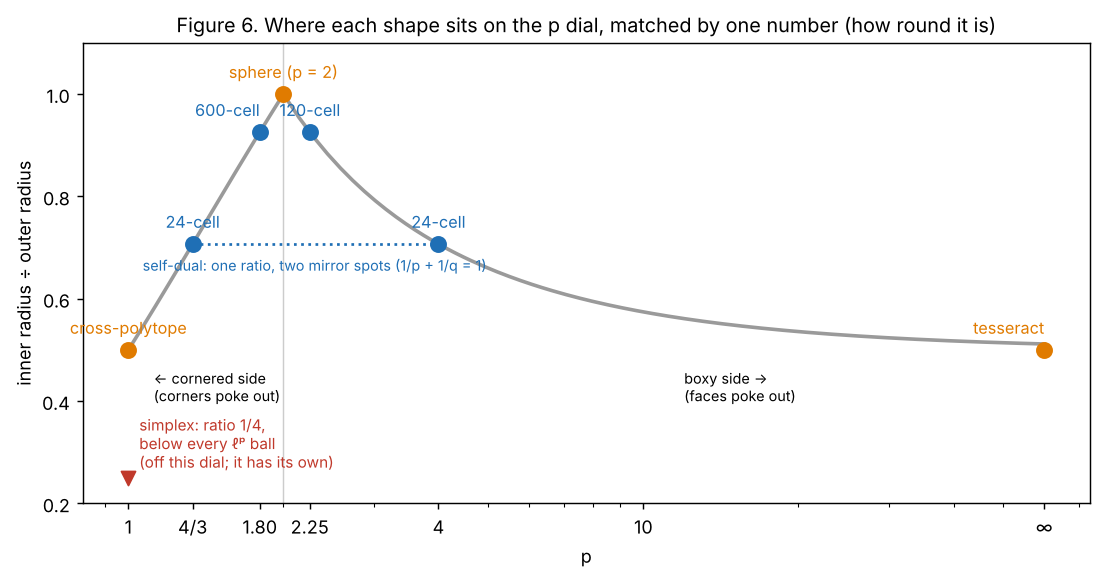 Figure 6. Where each shape sits on the p dial, matched by one number (how round it is)
sphere (p = 2)
1.0
600-cell
120-cell
inner radius ÷ outer radius
0.8
24-cell
24-cell
self-dual: one ratio, two mirror spots (1/p + 1/q = 1)
0.6
cross-polytope
tesseract
← cornered side
(corners poke out)
boxy side →
(faces poke out)
0.4
simplex: ratio 1/4,
below every ℓᵖ ball
(off this dial; it has its own)
0.2
1
4/3
1.80
2.25
4
10
∞
p